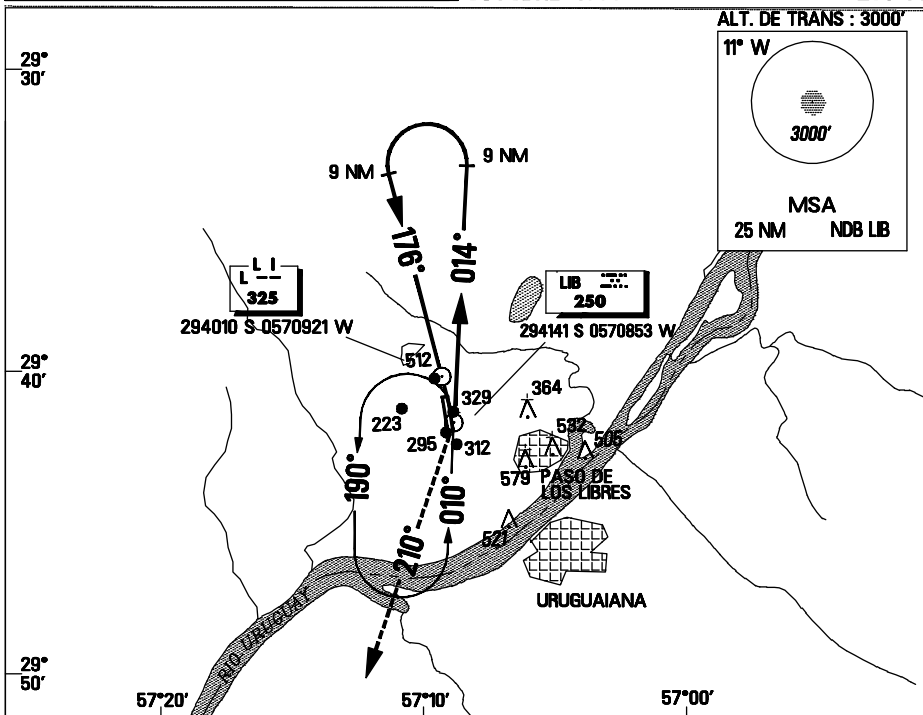 ALT. DE TRANS : 3000'
11° W
3000'
MSA
25 NM NDB LIB
29°
30'
9 NM
9 NM
176°
014°
L I
L
325
294010 S 0570921 W
LIB
250
294141 S 0570853 W
29°
40'
512
329
364
223
295
312
532
505
579
PASO DE
LOS LIBRES
190°
010°
210°
521
URUGUAIANA
RIO URUGUAY
29°
50'
57°20'
57°10'
57°00'